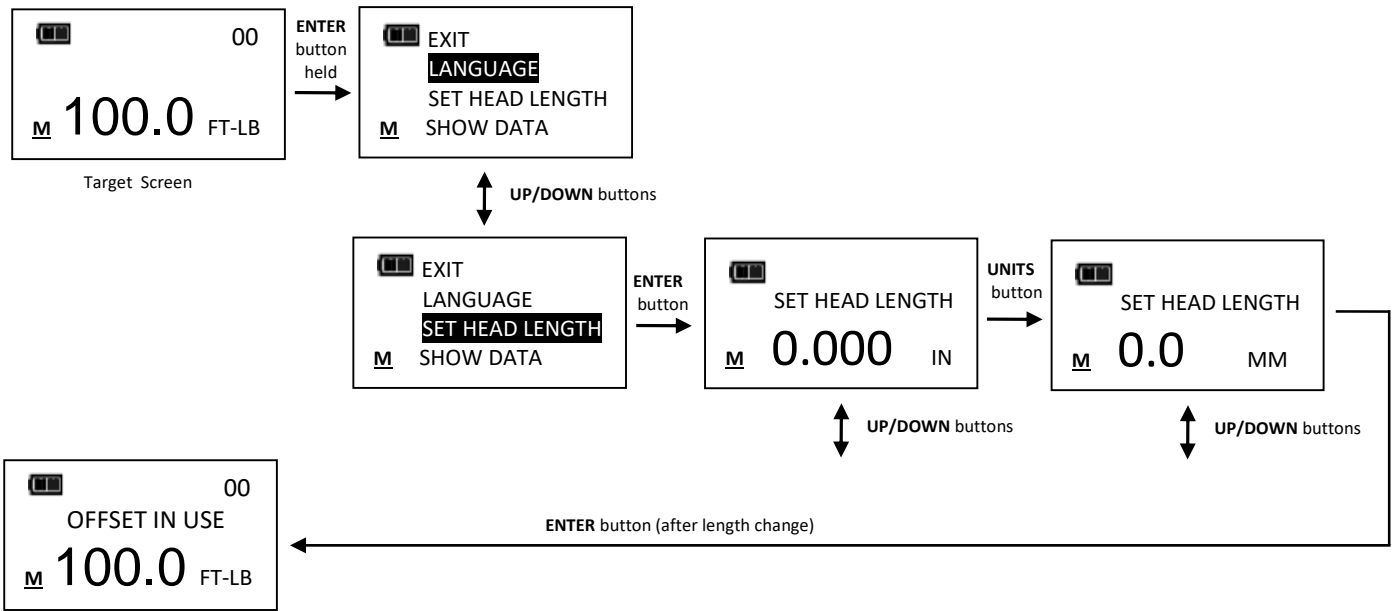 00
M 100.0 FT-LB
Target Screen
ENTER
button
held
EXIT
LANGUAGE
SET HEAD LENGTH
M SHOW DATA
UP/DOWN buttons
EXIT
LANGUAGE
SET HEAD LENGTH
M SHOW DATA
ENTER
button
SET HEAD LENGTH
M 0.000 IN
UP/DOWN buttons
UNITS
button
SET HEAD LENGTH
M 0.0 MM
UP/DOWN buttons
ENTER button (after length change)
00
OFFSET IN USE
M 100.0 FT-LB